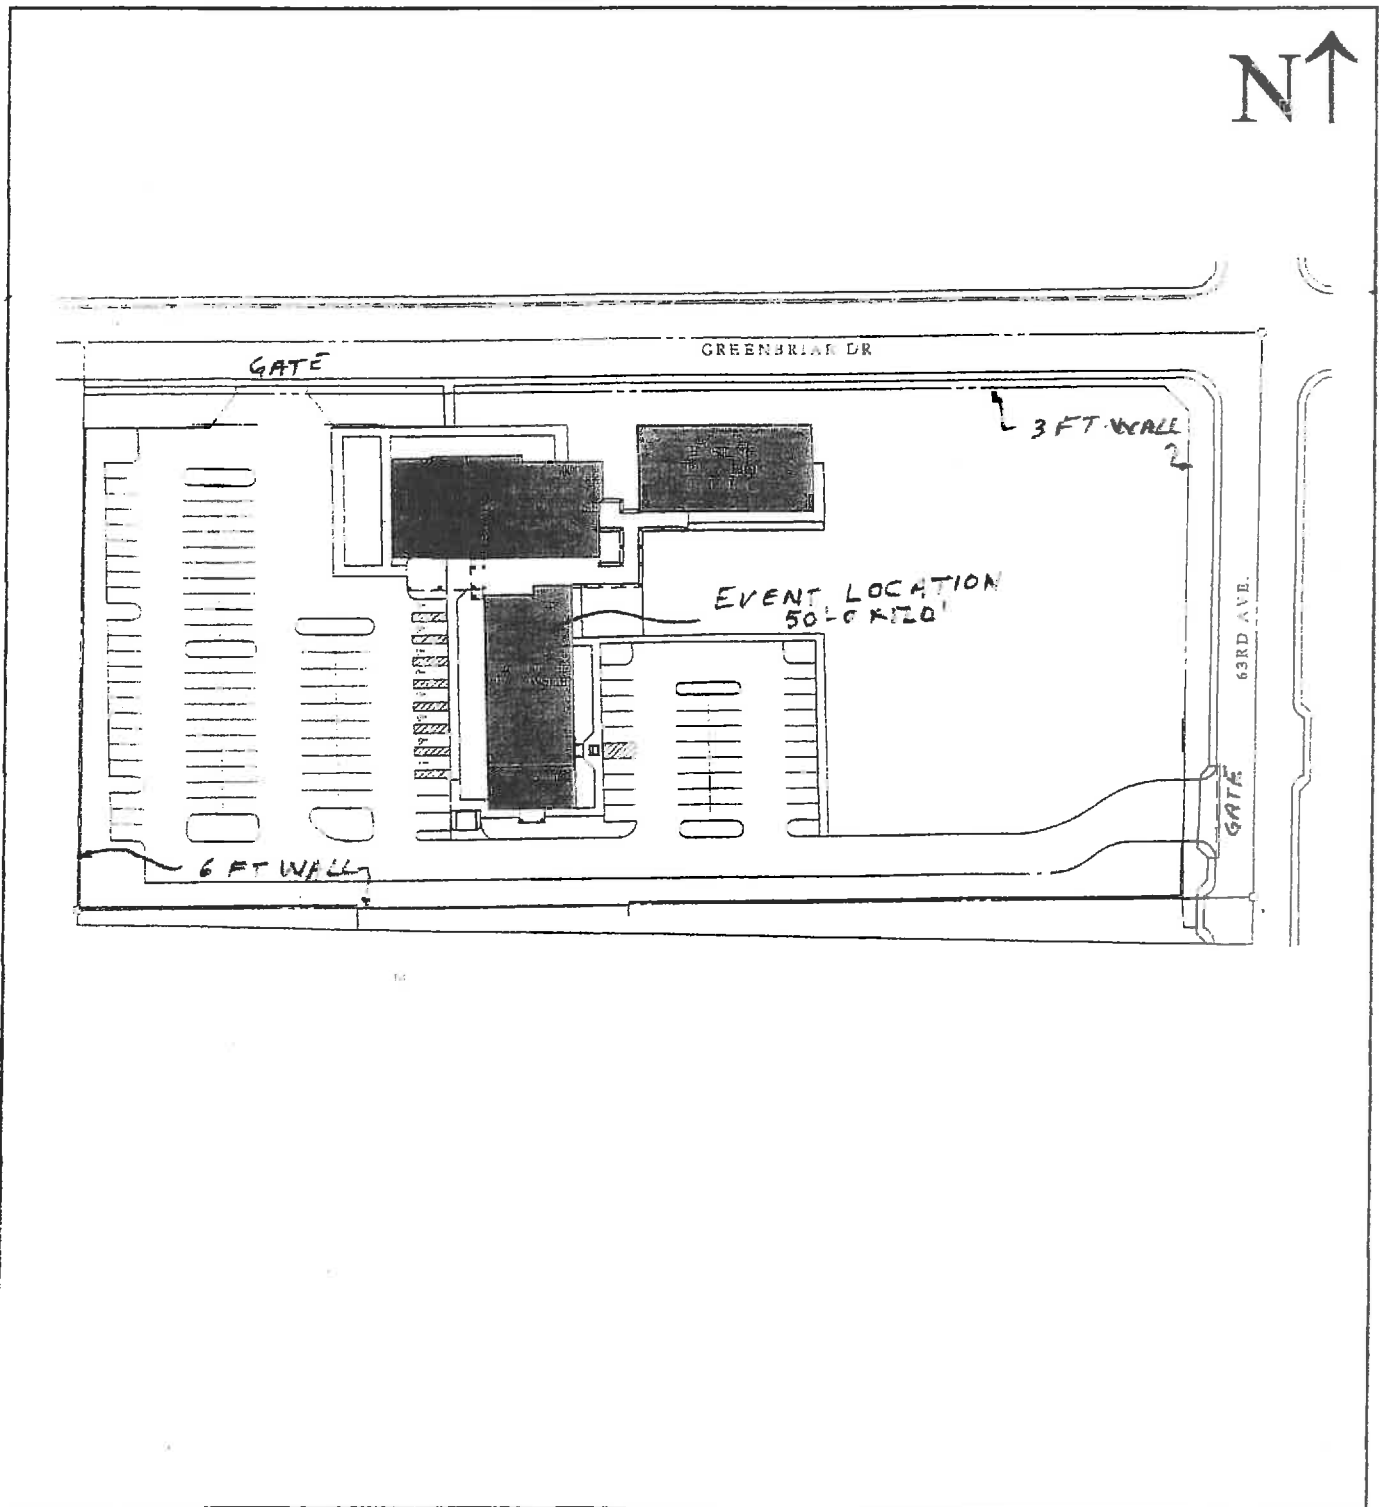 N
GREENBRIAR DR
GATE
3 FT WALL
EVENT LOCATION
63RD AVE.
GATE
6 FT WALL